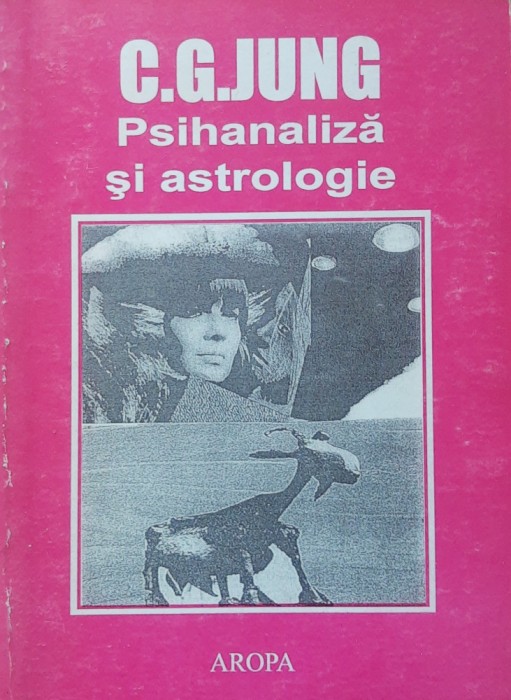 C.G.JUNG
Psihanaliză
şi astrologie
AROPA